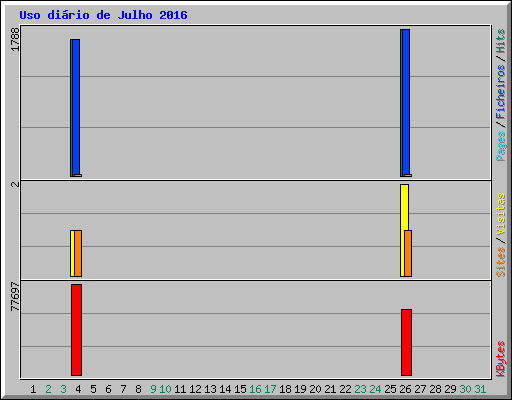 Uso diário de Julho 2016
1788
2
77697
Pages / Ficheiros / Hits
Sites / Visitas
KBytes
1 2 3 4 5 6 7 8 9 10 11 12 13 14 15 16 17 18 19 20 21 22 23 24 25 26 27 28 29 30 31